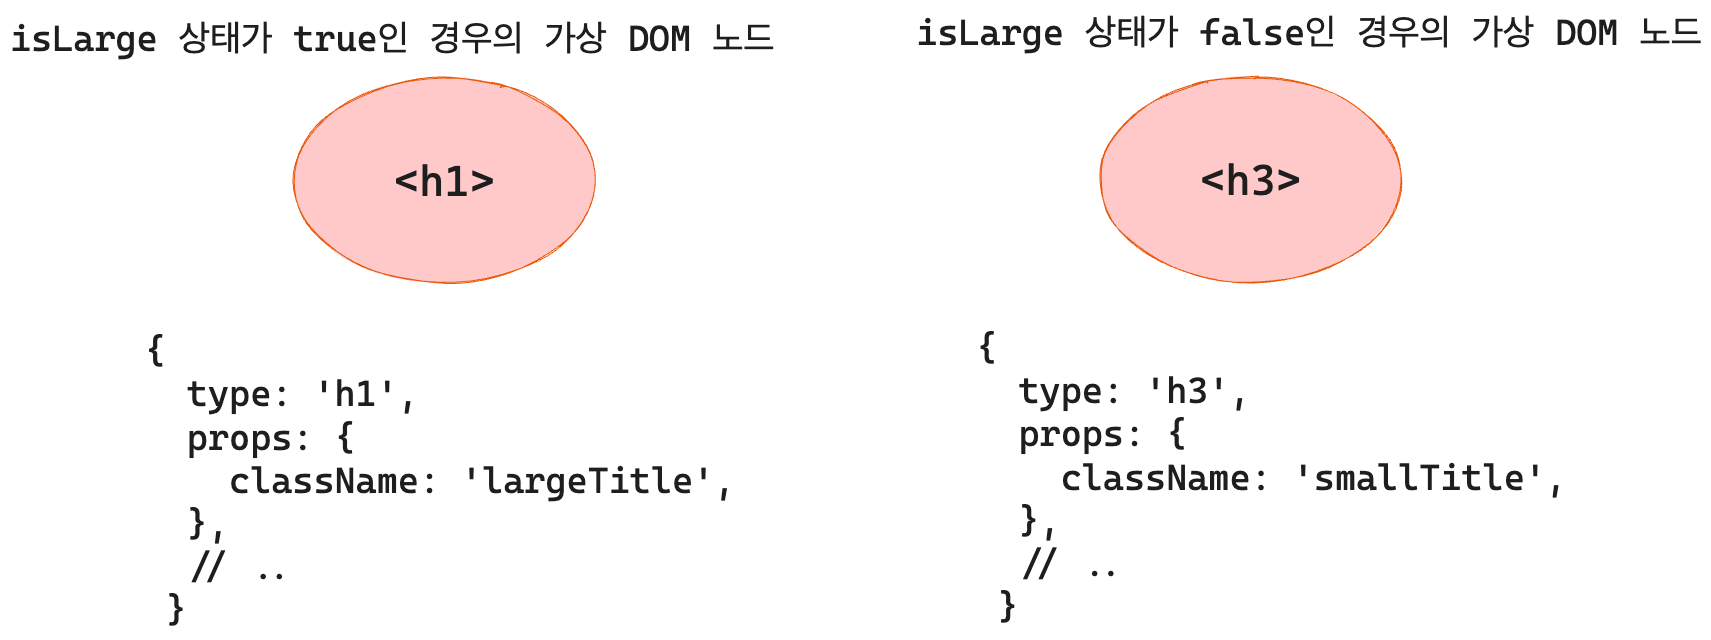 isLarge 상태가 true인 경우의 가상 DOM 노드
<h1>
{
  type: 'h1',
  props: {
    className: 'largeTitle',
  },
  // ..
}
isLarge 상태가 false인 경우의 가상 DOM 노드
<h3>
{
  type: 'h3',
  props: {
    className: 'smallTitle',
  },
  // ..
}